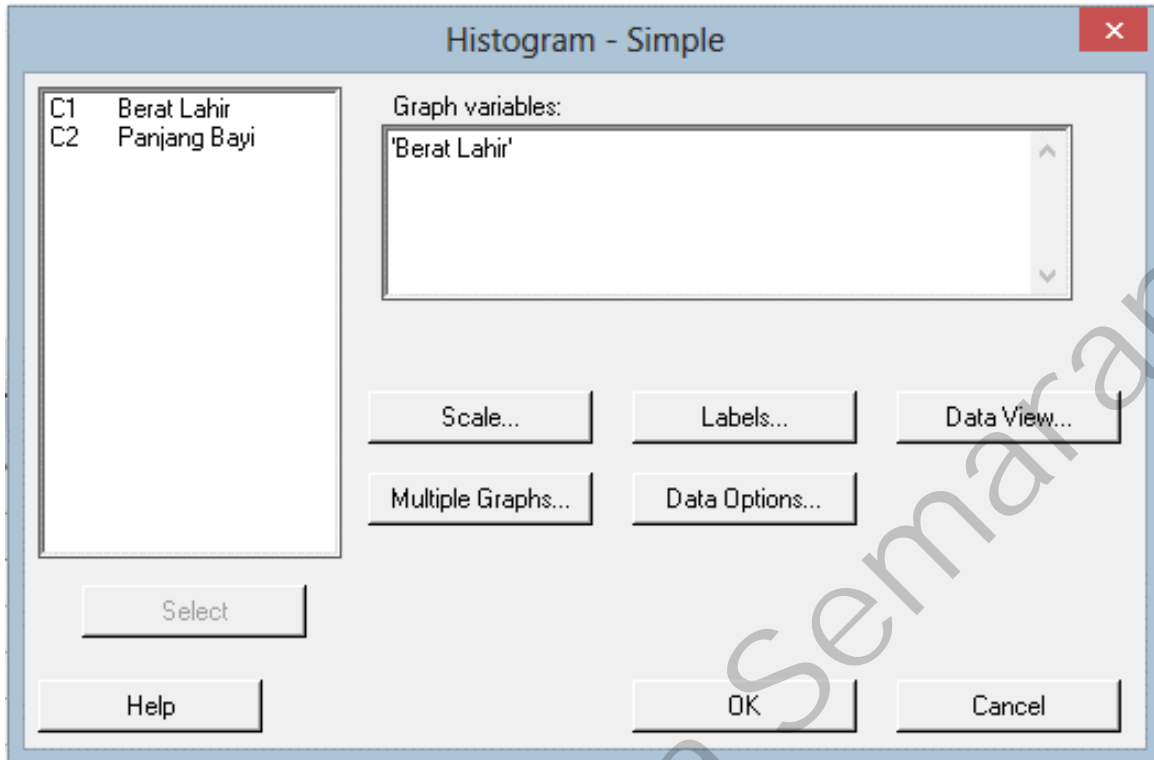 Histogram - Simple
C1 Berat Lahir
C2 Panjang Bayi
Graph variables:
'Berat Lahir'
Scale...
Labels...
Data View...
Multiple Graphs...
Data Options...
Select
Help
OK
Cancel
Semaran